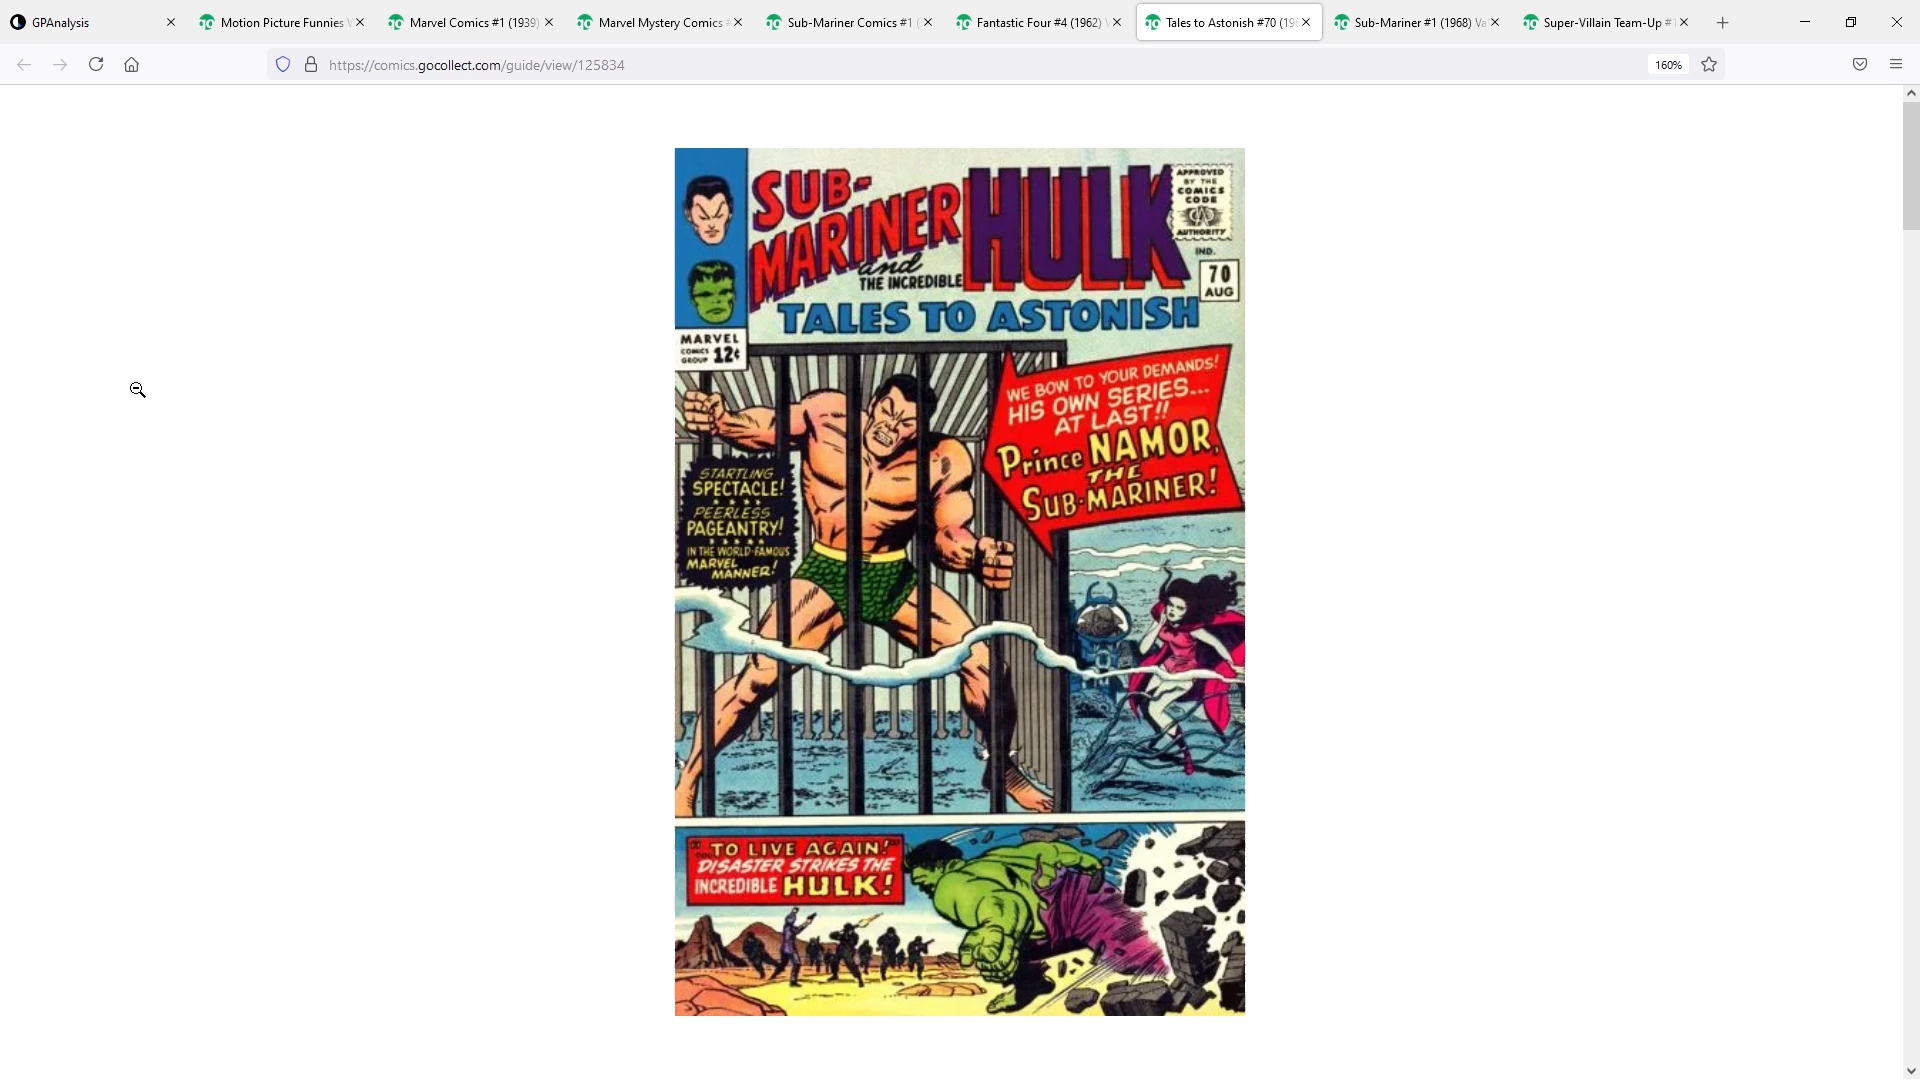 GPAnalysis
Motion Picture Funnies
Marvel Comics #1 (1939)
Marvel Mystery Comics
Sub-Mariner Comics #1 (
Fantastic Four #4 (1962)
Tales to Astonish #70 (196
Sub-Mariner #1 (1968) Va
Super-Villain Team-Up #1
https://comics.gocollect.com/guide/view/125834
160%
SUB-
MARINER
and
THE INCREDIBLE
HULK
TALES TO ASTONISH
APPROVED
BY THE
COMICS
CODE
CA
AUTHORITY
IND.
70
AUG
MARVEL
COMICS
GROUP
12¢
WE BOW TO YOUR DEMANDS!
HIS OWN SERIES...
AT LAST!!
Prince NAMOR,
THE
SUB-MARINER!
STARTLING
SPECTACLE!
PEERLESS
PAGEANTRY!
IN THE WORLD-FAMOUS
MARVEL
MANNER!
"...TO LIVE AGAIN!"
DISASTER STRIKES THE
INCREDIBLE HULK!